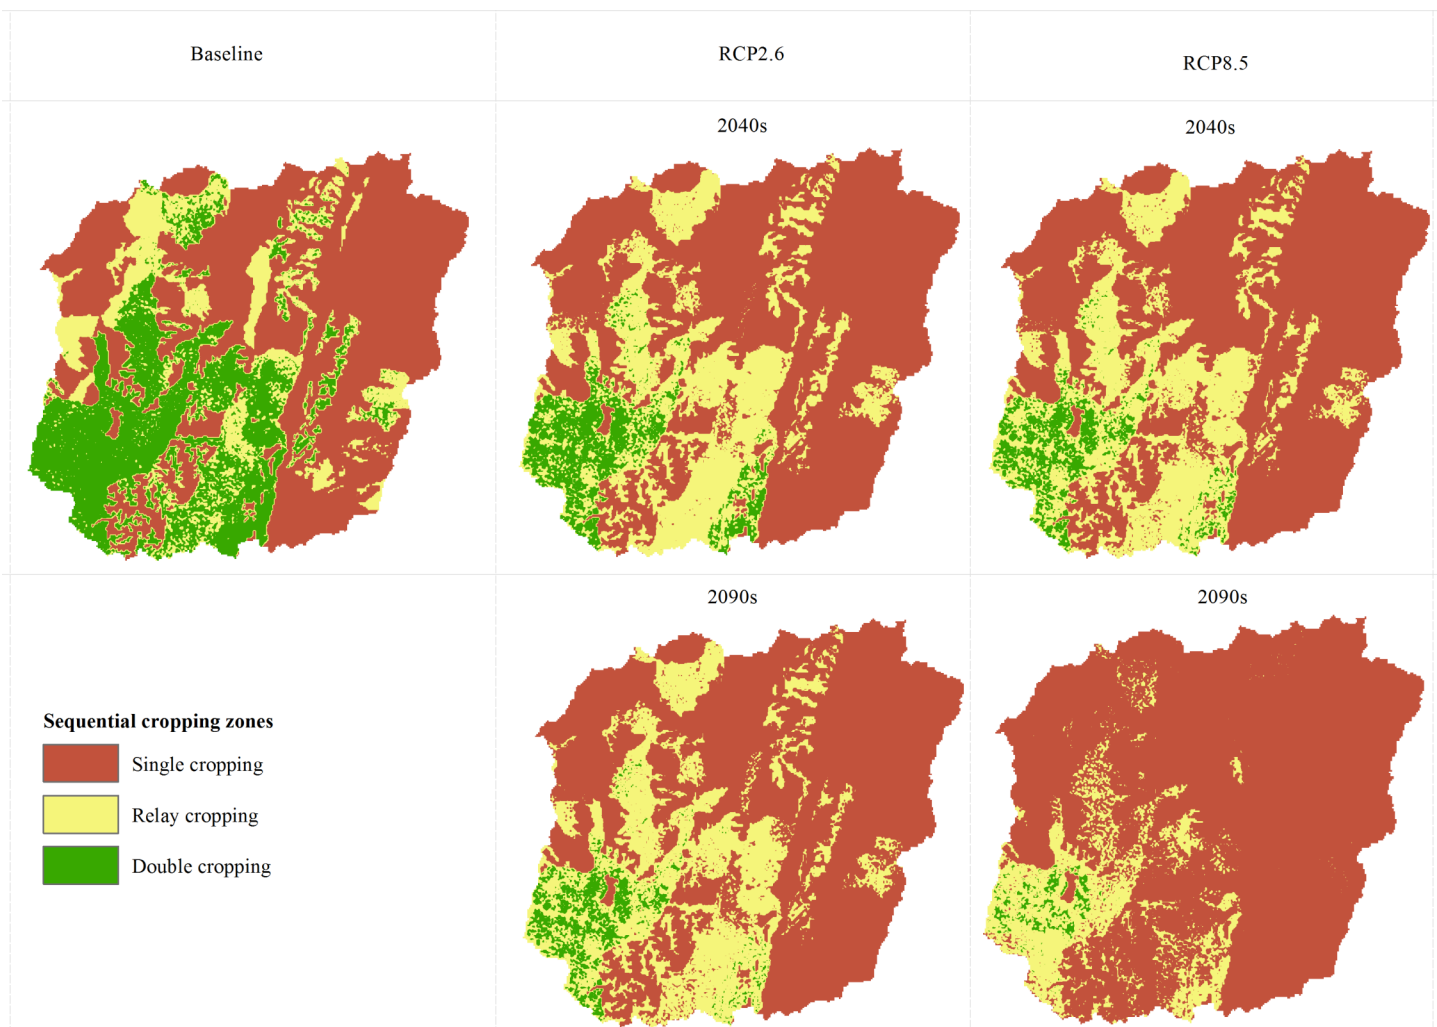 Baseline
RCP2.6
RCP8.5
2040s
2040s
2090s
2090s
Sequential cropping zones
Single cropping
Relay cropping
Double cropping